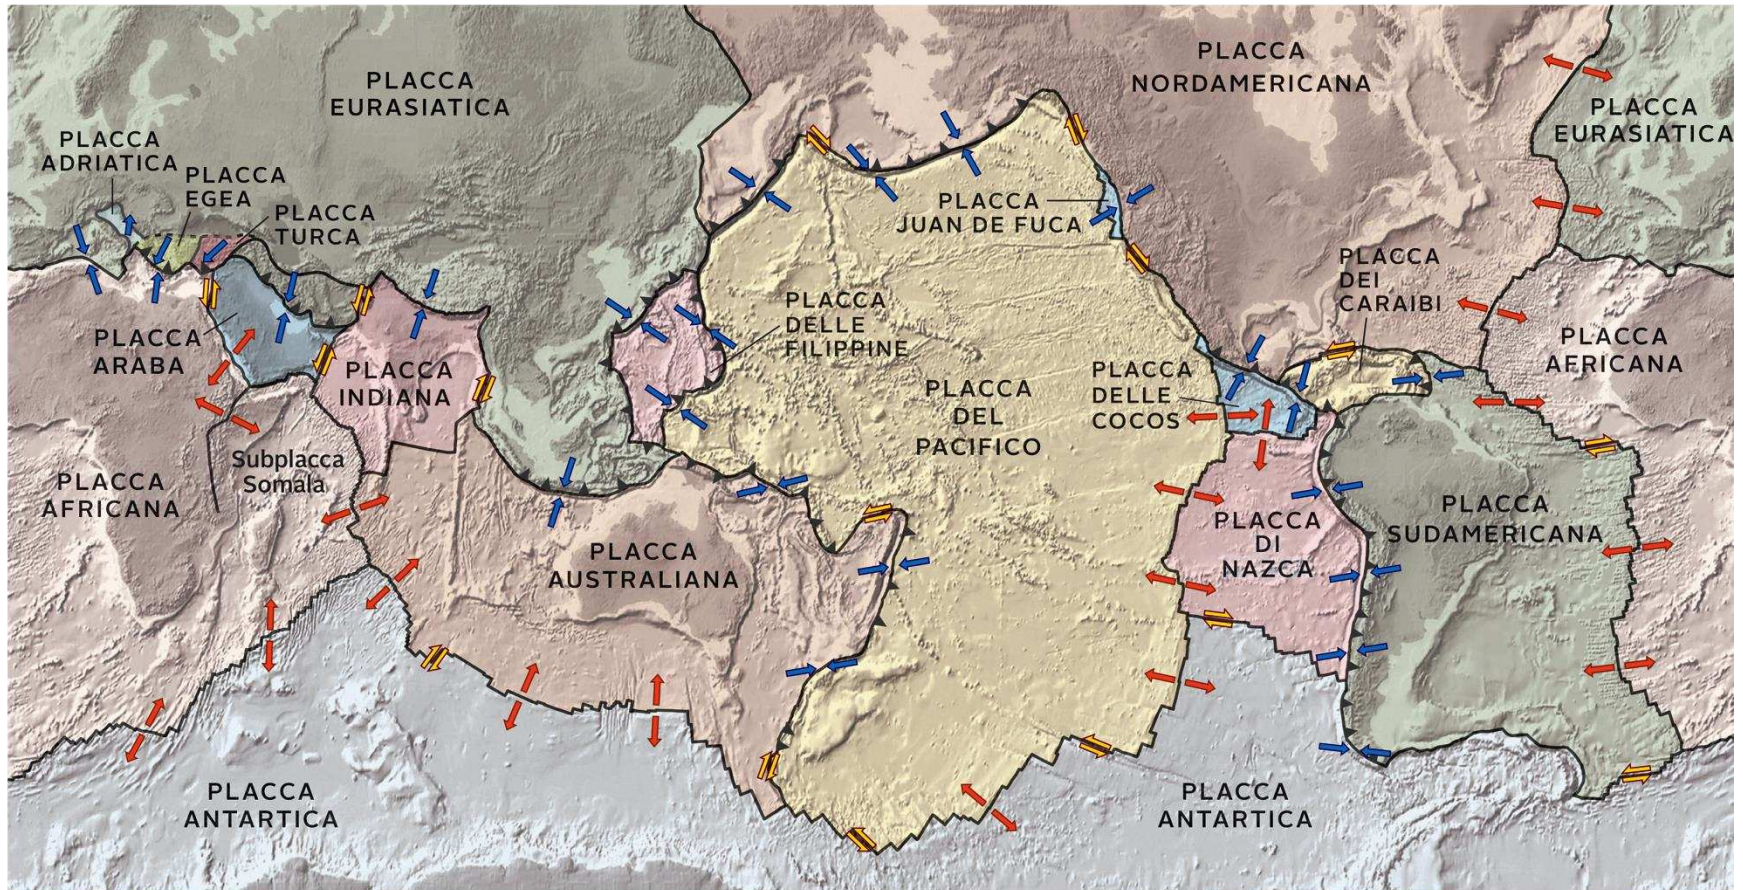 PLACCA
NORDAMERICANA
PLACCA
EURASIATICA
PLACCA
EURASIATICA
PLACCA
ADRIATICA
PLACCA
EGEA
PLACCA
TURCA
PLACCA
JUAN DE FUCA
PLACCA
DEI
CARAIBI
PLACCA
DELLE
FILIPPINE
PLACCA
ARABA
PLACCA
INDIANA
PLACCA
AFRICANA
PLACCA
DELLE
COCOS
PLACCA
DEL
PACIFICO
Subplacca
Somala
PLACCA
AFRICANA
PLACCA
SUDAMERICANA
PLACCA
DI
NAZCA
PLACCA
AUSTRALIANA
PLACCA
ANTARTICA
PLACCA
ANTARTICA